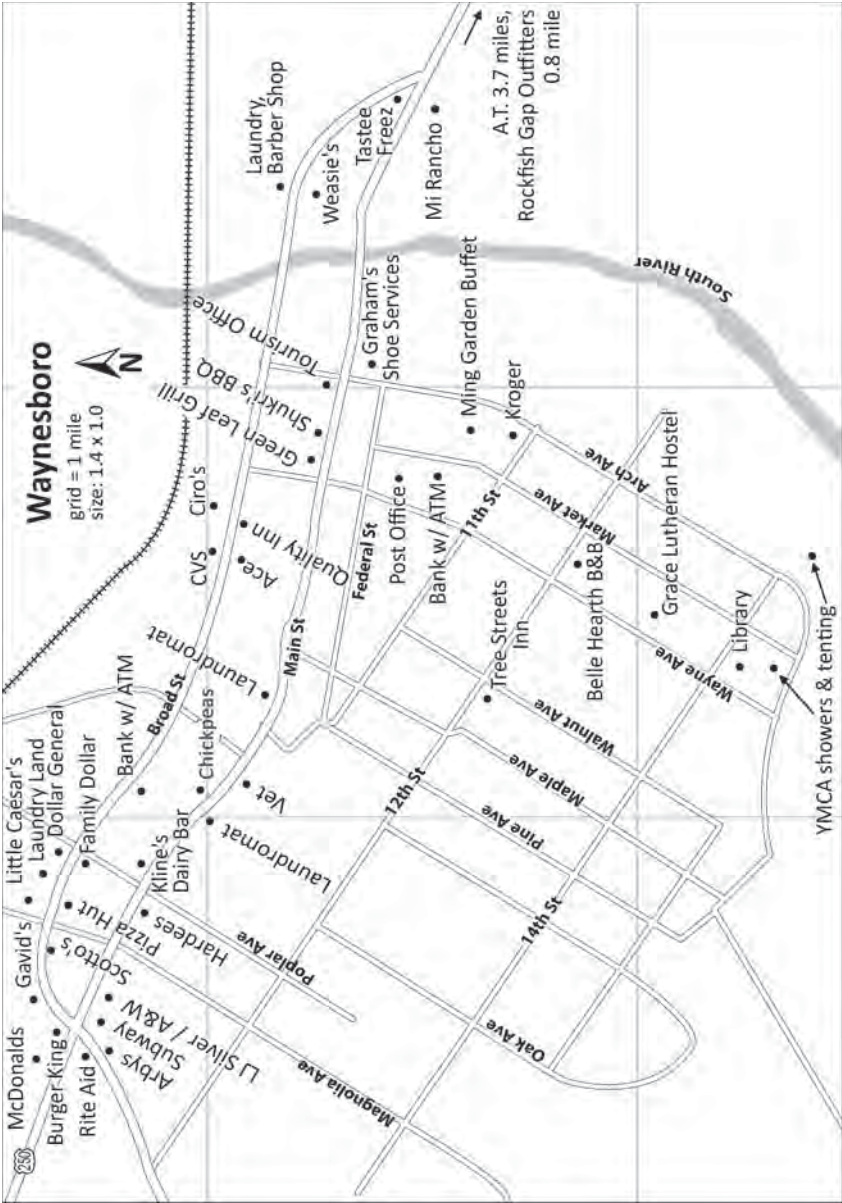 Waynesboro
grid = 1 mile
size: 1.4 x 1.0
N
250
McDonalds
Burger King
Rite Aid
Gavid's
Little Caesar's
Laundry Land
Dollar General
Family Dollar
Bank w/ ATM
Chickpeas
Kline's
Dairy Bar
Pizza Hut
Scotto's
Hardees
LJ Silver / A&W
Subway
Arbys
Laundromat
Vet
Laundromat
Broad St
Main St
CVS
Ciro's
Ace
Quality Inn
Green Leaf Grill
Shukri's BBQ
Tourism Office
Laundry,
Barber Shop
Weasie's
Tastee
Freez
Mi Rancho
A.T. 3.7 miles,
Rockfish Gap Outfitters
0.8 mile
South River
Graham's
Shoe Services
Ming Garden Buffet
Kroger
Federal St
Post Office
Bank w/ ATM
11th St
Tree Streets
Inn
Belle Hearth B&B
Grace Lutheran Hostel
Library
YMCA showers & tenting
Arch Ave
Market Ave
Wayne Ave
Walnut Ave
Maple Ave
Pine Ave
12th St
14th St
Oak Ave
Poplar Ave
Magnolia Ave